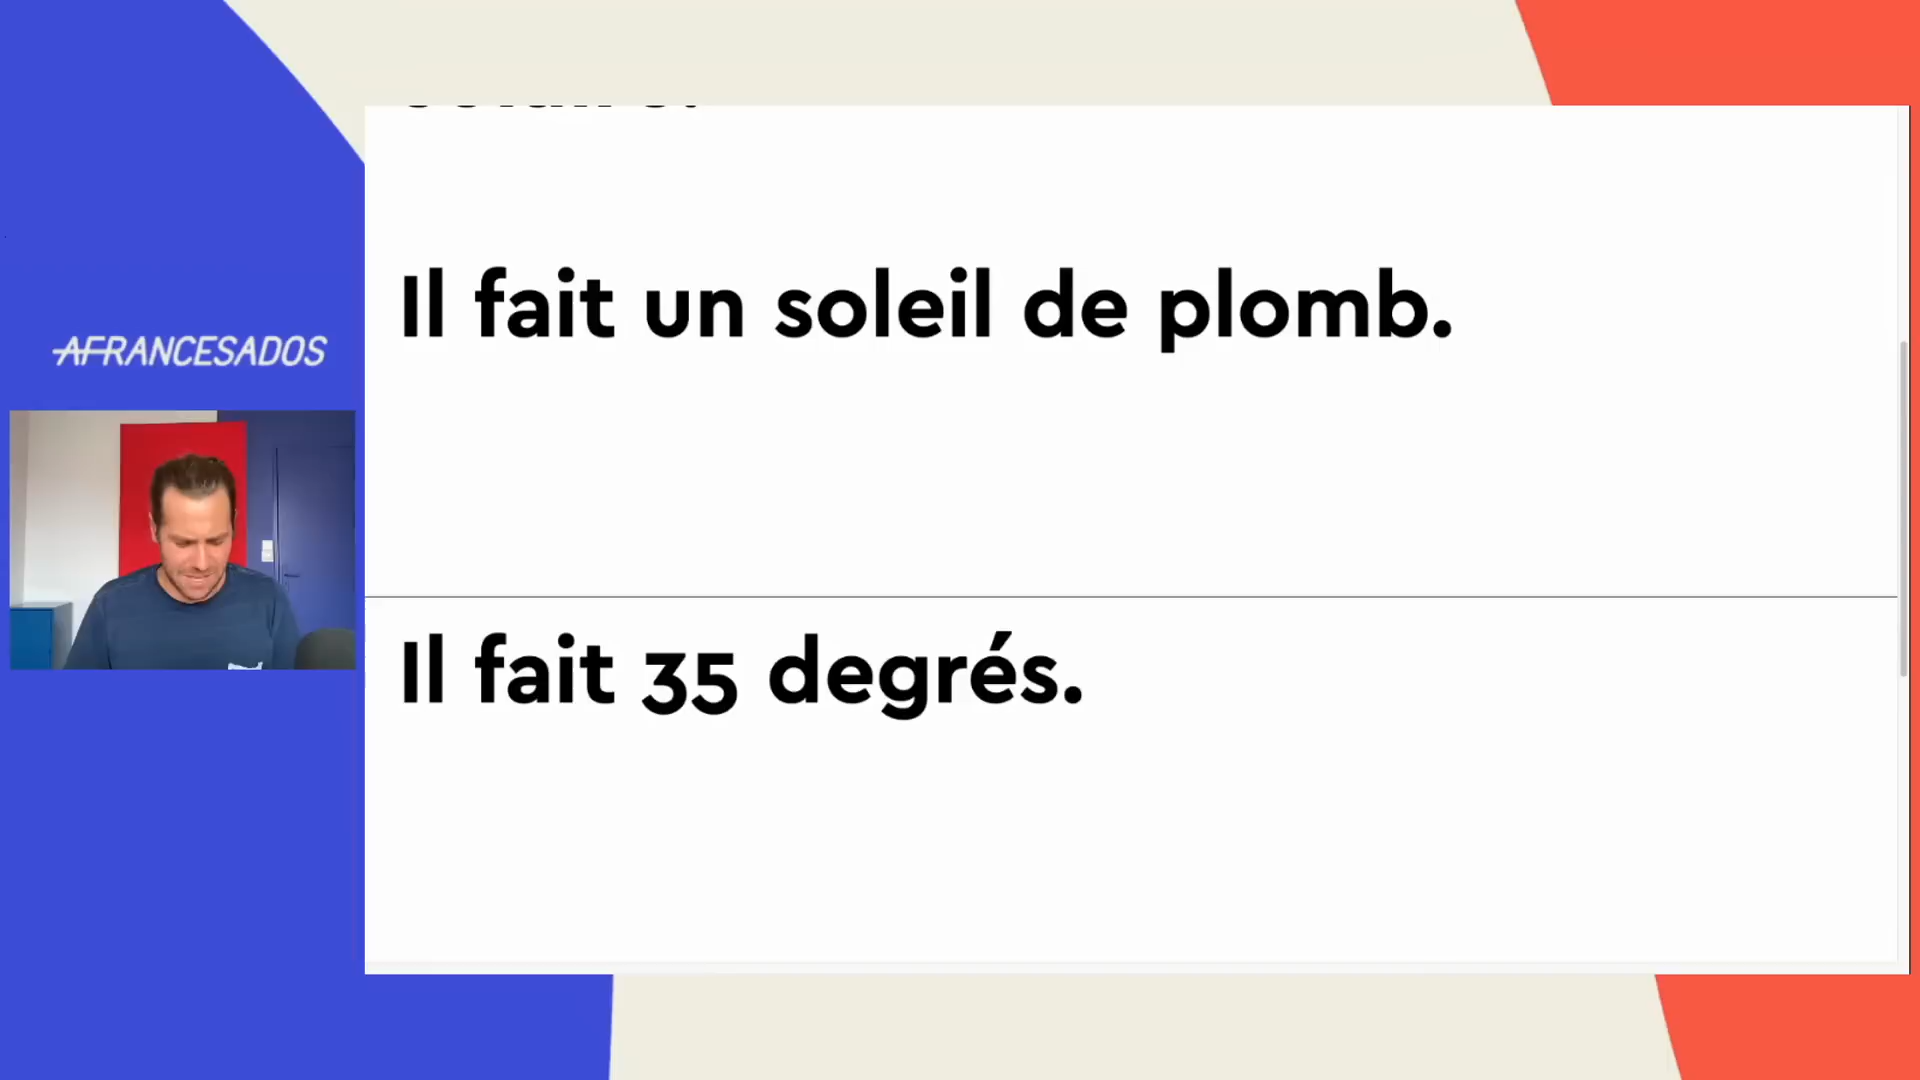 Il fait un soleil de plomb.
AFRANCESADOS
Il fait 35 degrés.